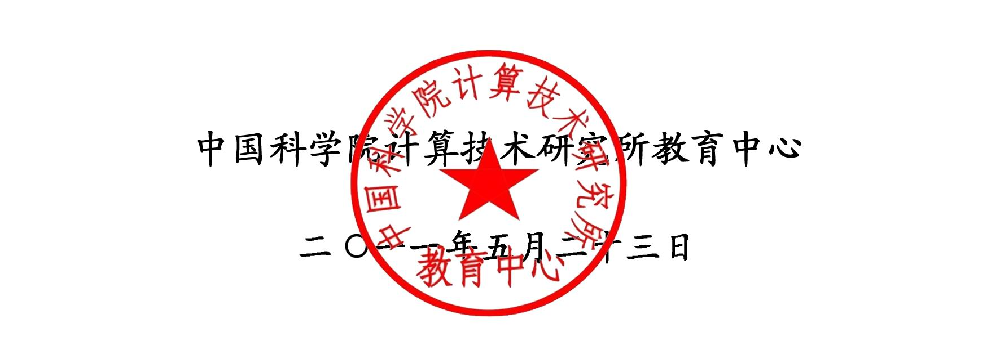 中国科学院计算技术研究所
中国科学院计算技术研究所教育中心
二〇一一年五月二十三日
教育中心